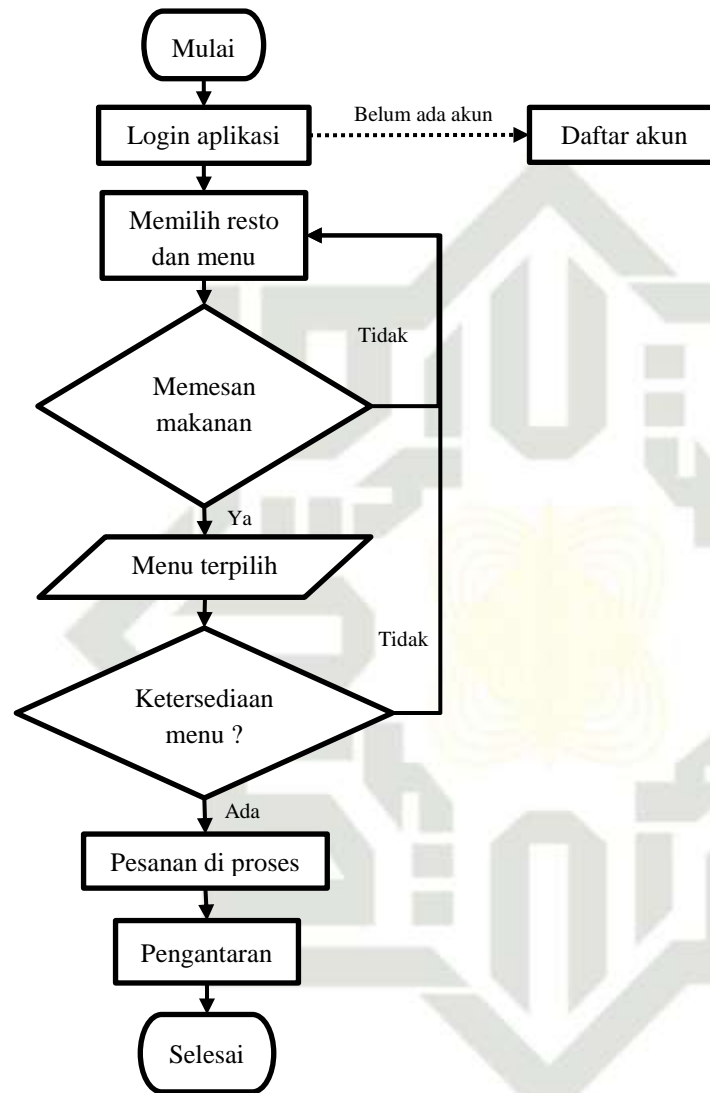 Mulai
Login aplikasi
Belum ada akun
Daftar akun
Memilih resto
dan menu
Tidak
Memesan
makanan
Ya
Menu terpilih
Tidak
Ketersediaan
menu ?
Ada
Pesanan di proses
Pengantaran
Selesai